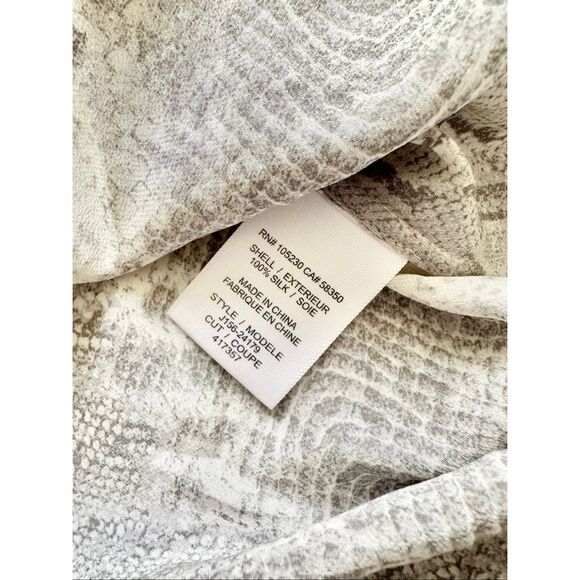 RN# 105230 CA# 58350
SHELL / EXTERIEUR
100% SILK / SOIE
MADE IN CHINA
FABRIQUE EN CHINE
STYLE / MODELE
J156-24179
CUT / COUPE
417357